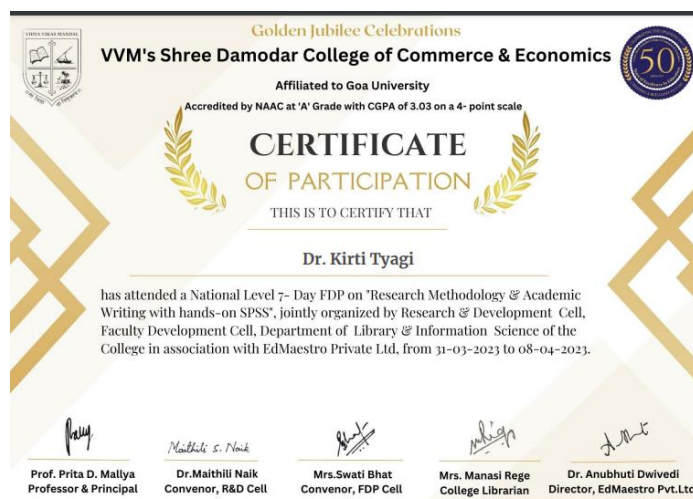 Golden Jubilee Celebrations
VIDYA VIKAS MANDAL
VVM's Shree Damodar College of Commerce & Economics
50
Affiliated to Goa University
Accredited by NAAC at 'A' Grade with CGPA of 3.03 on a 4- point scale
CERTIFICATE
OF PARTICIPATION
THIS IS TO CERTIFY THAT
Dr. Kirti Tyagi
has attended a National Level 7- Day FDP on "Research Methodology & Academic
Writing with hands-on SPSS", jointly organized by Research & Development Cell,
Faculty Development Cell, Department of Library & Information Science of the
College in association with EdMaestro Private Ltd, from 31-03-2023 to 08-04-2023.
Maithili S. Naik
Prof. Prita D. Mallya
Professor & Principal
Dr.Maithili Naik
Convenor, R&D Cell
Mrs.Swati Bhat
Convenor, FDP Cell
Mrs. Manasi Rege
College Librarian
Dr. Anubhuti Dwivedi
Director, EdMaestro Pvt.Ltd